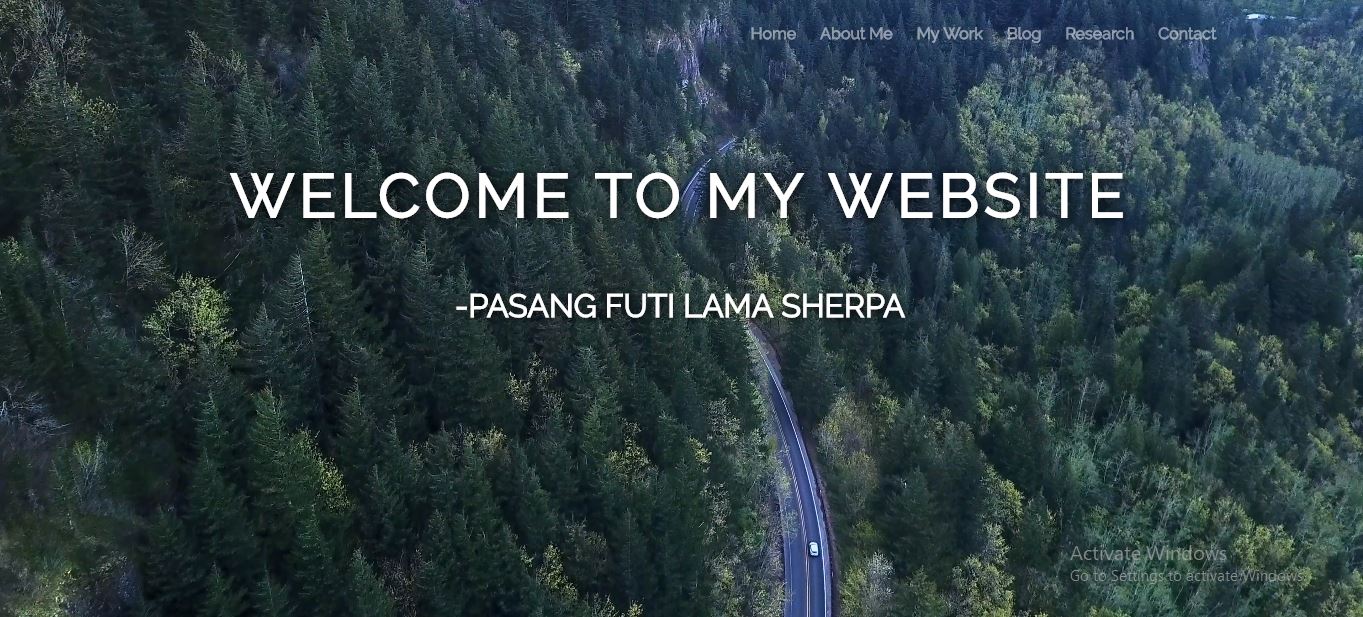 Home About Me My Work Blog Research Contact
WELCOME TO MY WEBSITE
-PASANG FUTI LAMA SHERPA
Activate Windows
Go to Settings to activate Windows.